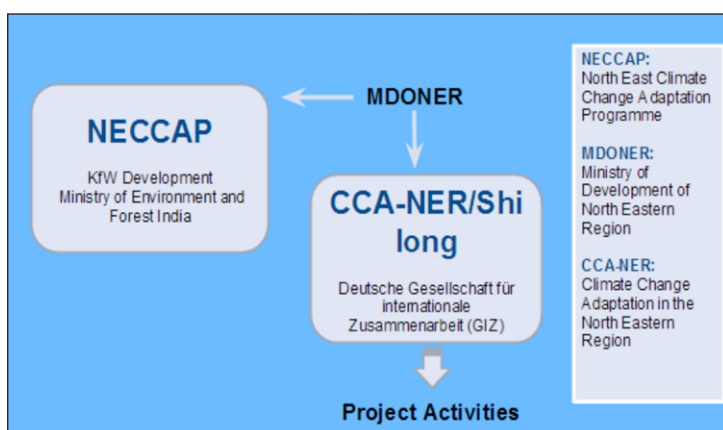 MDONER
NECCAP
KfW Development
Ministry of Environment and
Forest India
CCA-NER/Shi
long
Deutsche Gesellschaft für
internationale
Zusammenarbeit (GIZ)
Project Activities
NECCAP:
North East Climate
Change Adaptation
Programme
MDONER:
Ministry of
Development of
North Eastern
Region
CCA-NER:
Climate Change
Adaptation in the
North Eastern
Region